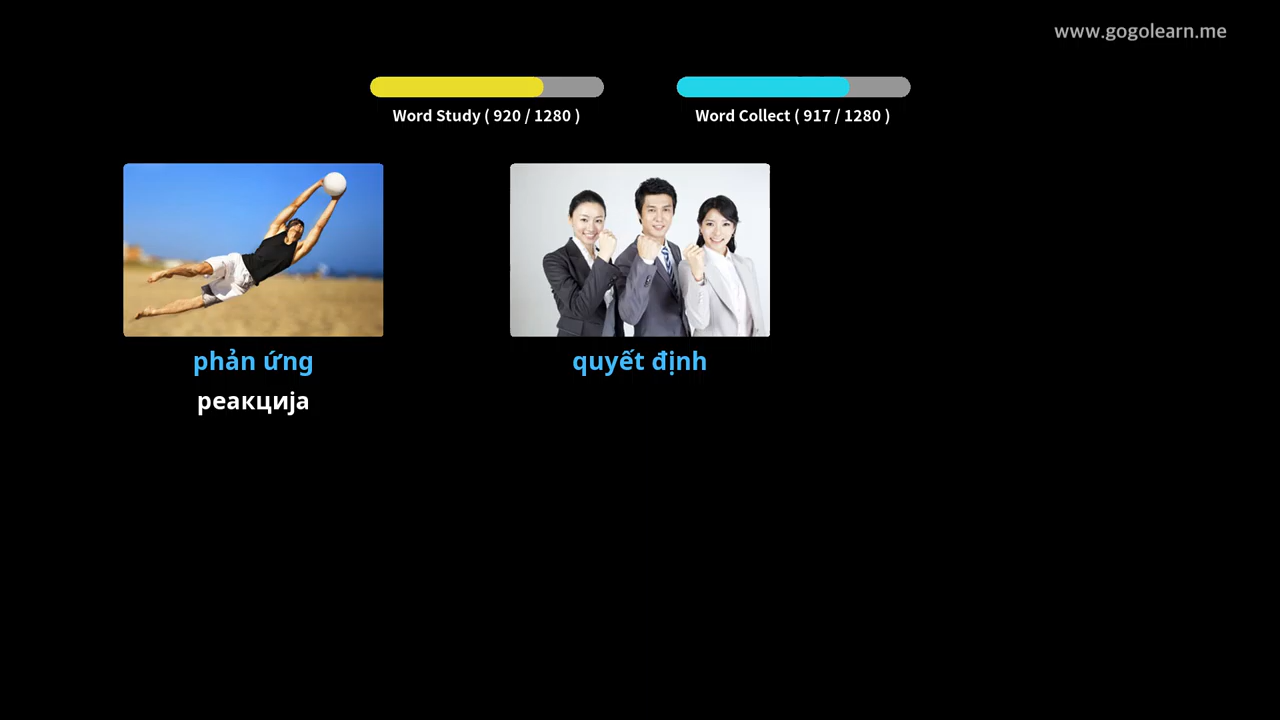 www.gogolearn.me
Word Study ( 920 / 1280 )
Word Collect ( 917 / 1280 )
phản ứng
реакција
quyết định